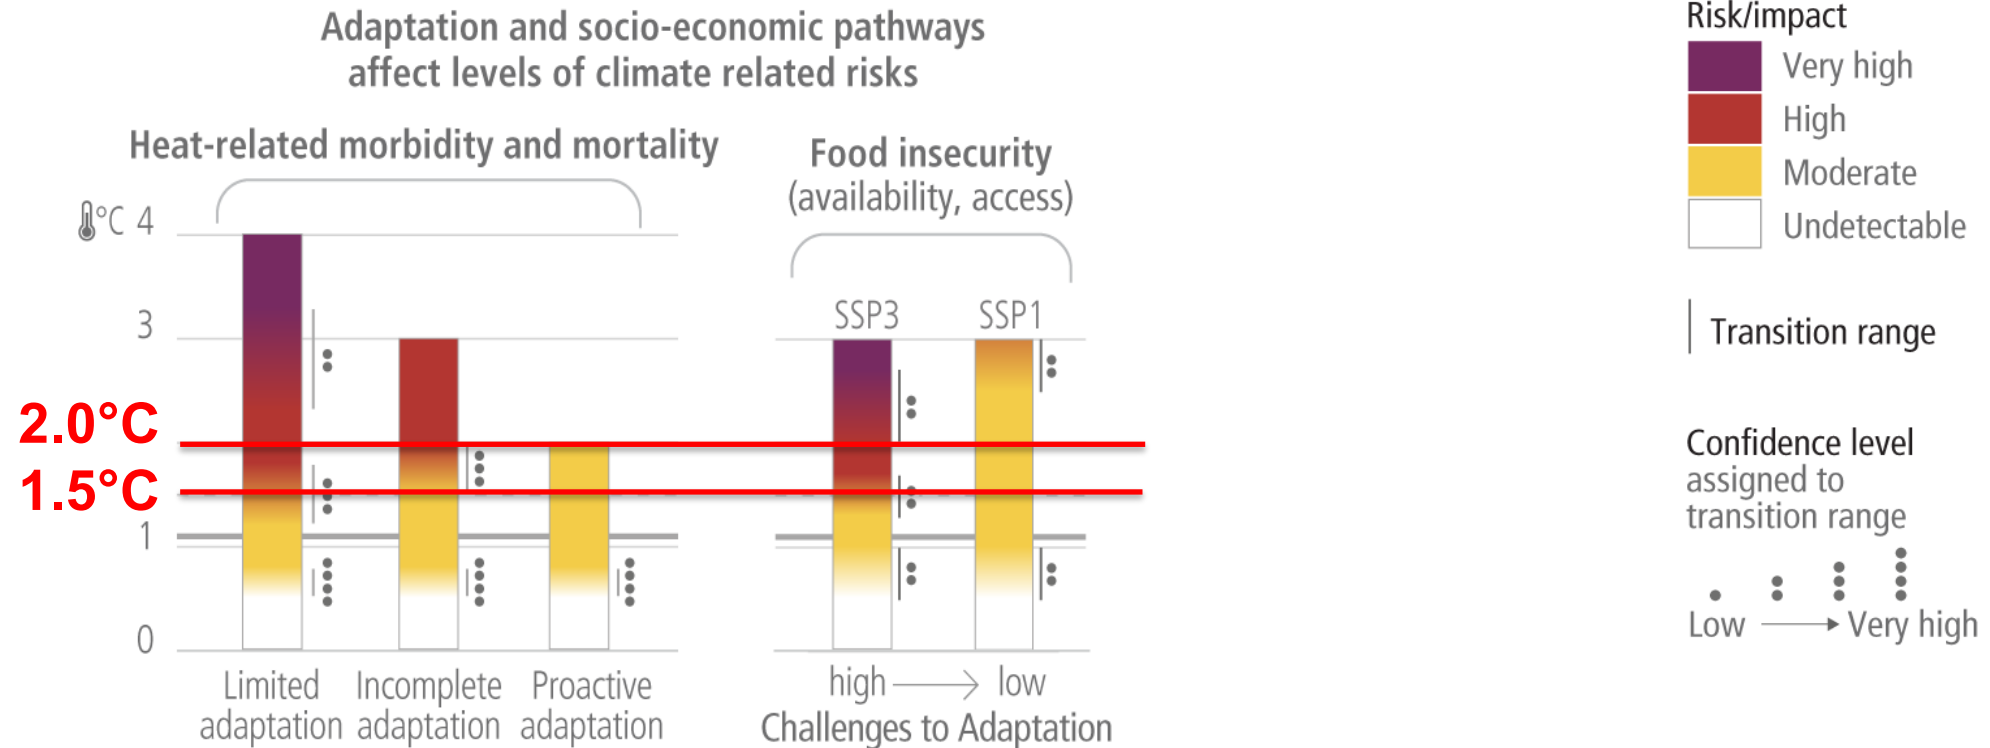 Adaptation and socio-economic pathways
affect levels of climate related risks
Heat-related morbidity and mortality
Food insecurity
(availability, access)
°C 4
3
2.0°C
1.5°C
1
0
SSP3
SSP1
Limited
adaptation
Incomplete
adaptation
Proactive
adaptation
high
low
Challenges to Adaptation
Risk/impact
Very high
High
Moderate
Undetectable
Transition range
Confidence level
assigned to
transition range
Low
Very high